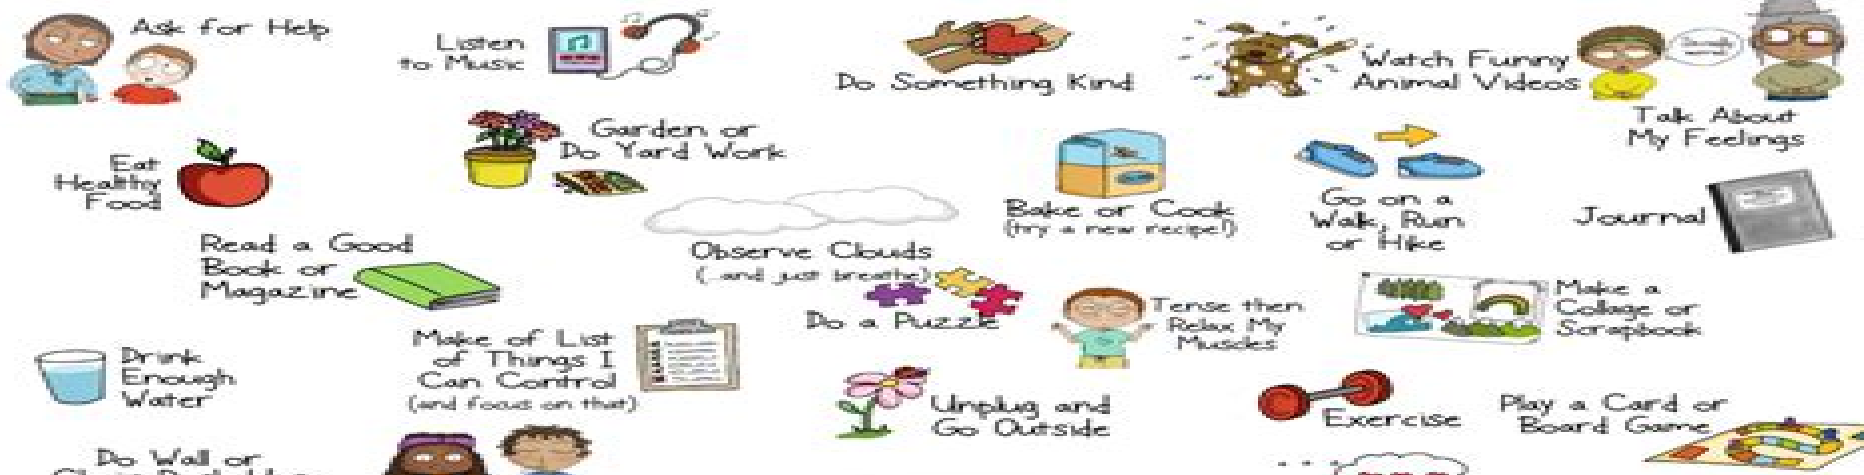 Ask for Help
Listen
to Music
Do Something Kind
Watch Funny
Animal Videos
Talk About
My Feelings
Eat
Healthy
Food
Garden or
Do Yard Work
Bake or Cook
(try a new recipe!)
Go on a
Walk, Run
or Hike
Journal
Read a Good
Book or
Magazine
Observe Clouds
(...and just breathe)
Do a Puzzle
Tense then
Relax My
Muscles
Make a
Collage or
Scrapbook
Drink
Enough
Water
Make of List
of Things I
Can Control
(and focus on that)
Unplug and
Go Outside
Exercise
Play a Card or
Board Game
Do Wall or